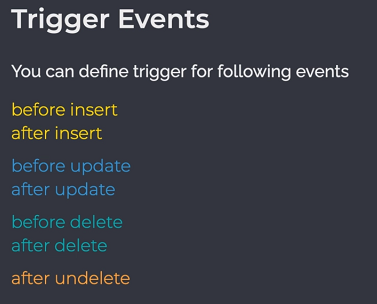 Trigger Events
You can define trigger for following events
before insert
after insert
before update
after update
before delete
after delete
after undelete